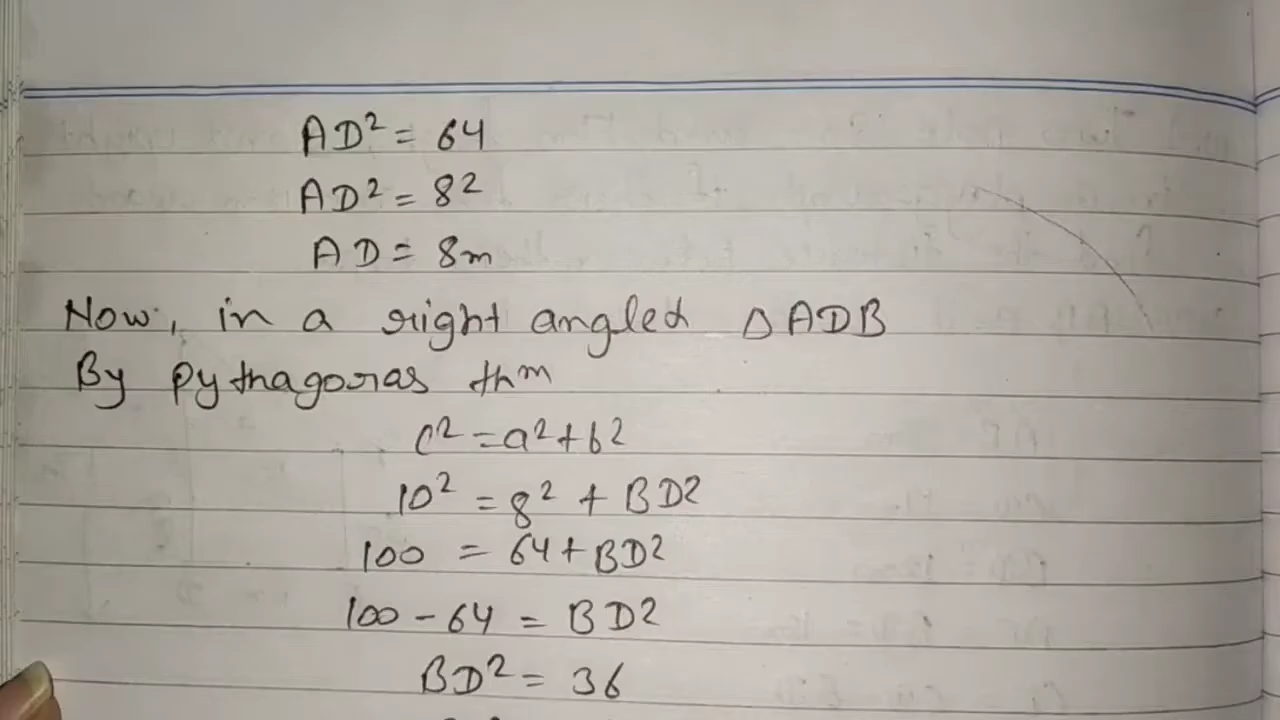 AD² = 64
AD² = 8²
AD = 8m
Now, in a right angled △ADB
By pythagoras thm
c² = a² + b²
10² = 8² + BD²
100 = 64 + BD²
100 - 64 = BD²
BD² = 36